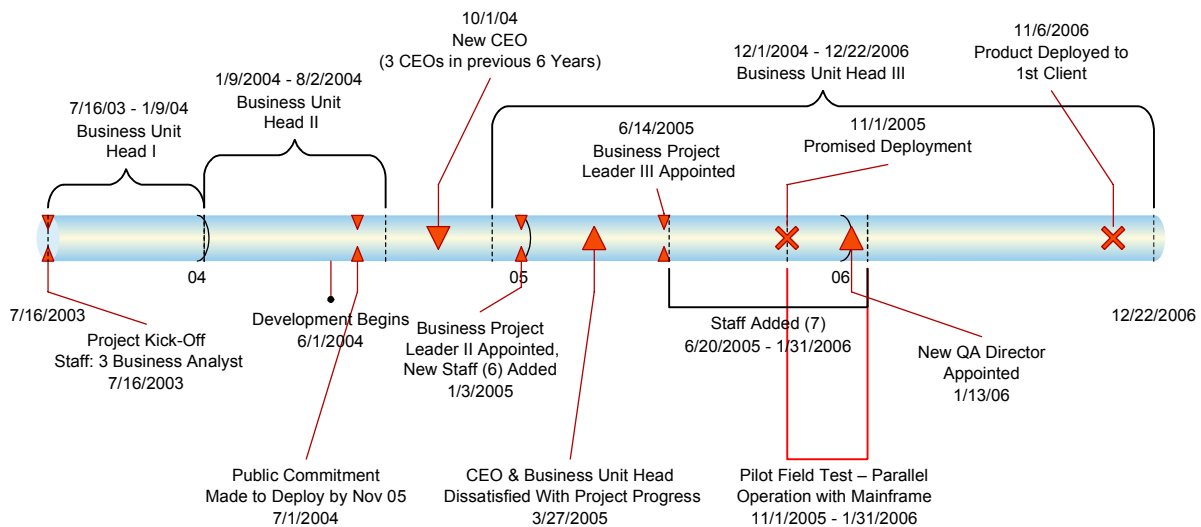 10/1/04
New CEO
(3 CEOs in previous 6 Years)
11/6/2006
Product Deployed to
1st Client
12/1/2004 - 12/22/2006
Business Unit Head III
1/9/2004 - 8/2/2004
Business Unit
Head II
7/16/03 - 1/9/04
Business Unit
Head I
6/14/2005
Business Project
Leader III Appointed
11/1/2005
Promised Deployment
04
05
06
7/16/2003
12/22/2006
Project Kick-Off
Staff: 3 Business Analyst
7/16/2003
Development Begins
6/1/2004
Business Project
Leader II Appointed,
New Staff (6) Added
1/3/2005
Staff Added (7)
6/20/2005 - 1/31/2006
New QA Director
Appointed
1/13/06
Public Commitment
Made to Deploy by Nov 05
7/1/2004
CEO & Business Unit Head
Dissatisfied With Project Progress
3/27/2005
Pilot Field Test – Parallel
Operation with Mainframe
11/1/2005 - 1/31/2006